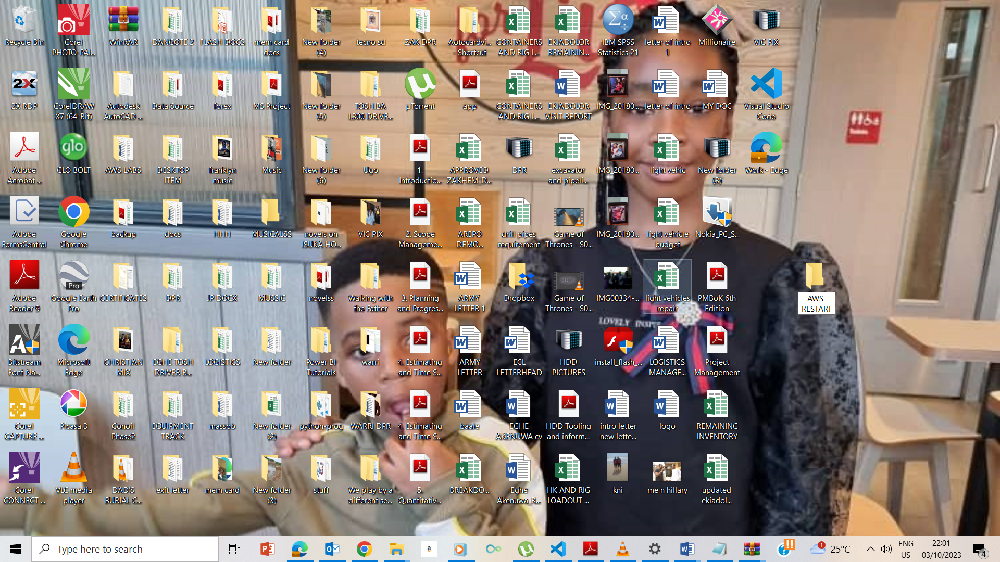 Recycle Bin
Corel
PHOTO-PAI...
WinRAR
DANGOTE 2
FLASH DOCS
mem card
docs
New folder
(4)
tecno sd
ZAK DPR
Aotocardvi...
- Shortcut
CONTAINERS
AND RIG L...
EKIADOLOR
REMAININ...
IBM SPSS
Statistics 21
letter of intro
1
Millionaire
VIC PIX
2X RDP
CorelDRAW
X7 (64-Bit)
Autodesk
AutoCAD ...
Data Source
forex
MS Project
New folder
(5)
TOSHIBA
L300 DRIVE...
µTorrent
app
CONTAINERS
AND RIG L...
EKIADOLOR
VISIT REPORT
IMG_20180...
letter of intro
MY DOC
Visual Studio
Code
Adobe
Acrobat ...
GLO BOLT
AWS LABS
DESKTOP
ITEM
franklyn
music
Music
New folder
(6)
Ugo
1.
Introductio...
APPROVED
ZAKHEM_D...
DPR
excavator
and pipeli...
IMG_20180...
light vehic
New folder
(3)
Work - Edge
Adobe
FormsCentral
Google
Chrome
backup
docs
HHH
MUSICALSS
novels on
ISUKA HO...
VIC PIX
2. Scope
Manageme...
AREPO
DEMO...
drill pipes
requirement
Game of
Thrones - S0...
IMG_20180...
light vehicle
budget
Nokia_PC_S...
Adobe
Reader 9
Google Earth
Pro
CERTIFICATES
DPR
JP DOCX
MUSSIC
novelss
Walking with
the Father
3. Planning
and Progres...
ARMY
LETTER 1
Dropbox
Game of
Thrones - S0...
IMG00334-...
light vehicles
repair
PMBoK 6th
Edition
AWS
RESTART
LOVELY INSPI
Bitstream
Font Na...
Microsoft
Edge
CHRISTIAN
MIX
EGHE TOSH
DRIVER B...
LOGISTICS
New folder
Power BI
Tutorials
warri
4. Estimating
and Time S...
ARMY
LETTER
ECL
LETTERHEAD
HDD
PICTURES
install_flash_...
LOGISTICS
MANAGE...
Project
Management
Corel
CAPTURE ...
Picasa 3
Conoil
Phase2
EQUIPMENT
TRACK
massob
New folder
(2)
python-prog
WARRI DPR
4. Estimating
and Time S...
baale
EGHE
AKENUWA cv
HDD Tooling
and inform...
intro letter
new lette...
logo
REMAINING
INVENTORY
Corel
CONNECT ...
VLC media
player
DAD'S
BURIAL C...
exit letter
mem card
New folder
(3)
stuff
We play by a
different se...
5.
Quantitativ...
BREAKDO...
Eghe
Akenuwa_R...
HK AND RIG
LOADOUT ...
kni
me n hillary
updated
ekiadol...
Type here to search
25°C
ENG
US
22:01
03/10/2023
4